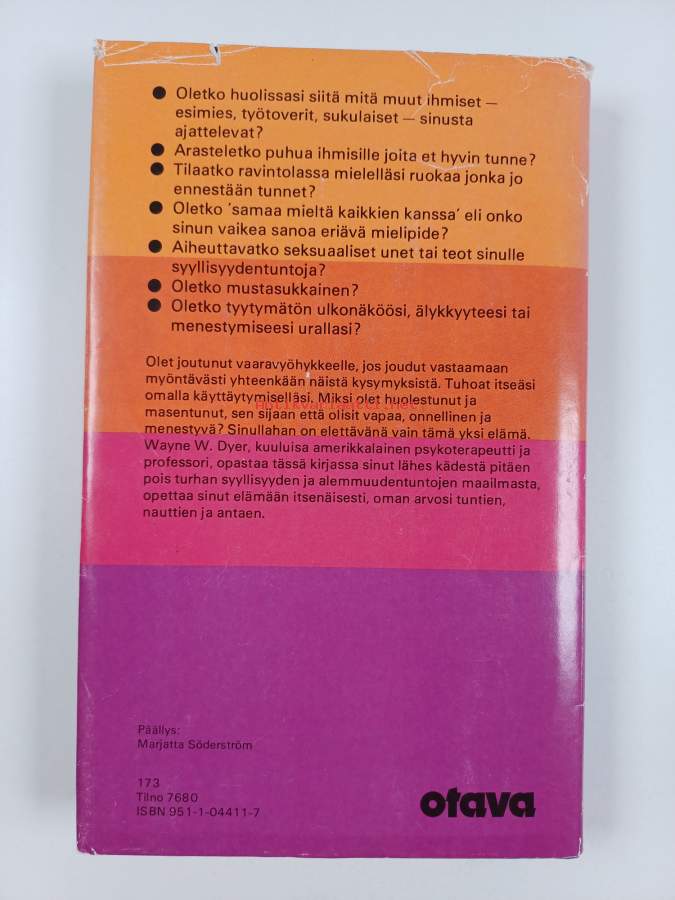 ● Oletko huolissasi siitä mitä muut ihmiset —
esimies, työtoverit, sukulaiset — sinusta
ajattelevat?
● Arasteletko puhua ihmisille joita et hyvin tunne?
● Tilaatko ravintolassa mielelläsi ruokaa jonka jo
ennestään tunnet?
● Oletko 'samaa mieltä kaikkien kanssa' eli onko
sinun vaikea sanoa eriävä mielipide?
● Aiheuttavatko seksuaaliset unet tai teot sinulle
syyllisyydentuntoja?
● Oletko mustasukkainen?
● Oletko tyytymätön ulkonäköösi, älykkyyteesi tai
menestymiseesi urallasi?
Olet joutunut vaaravyöhykkeelle, jos joudut vastaamaan
myöntävästi yhteenkään näistä kysymyksistä. Tuhoat itseäsi
omalla käyttäytymiselläsi. Miksi olet huolestunut ja
antikvariaatti.net
masentunut, sen sijaan että olisit vapaa, onnellinen ja
menestyvä? Sinullahan on elettävänä vain tämä yksi elämä.
Wayne W. Dyer, kuuluisa amerikkalainen psykoterapeutti ja
professori, opastaa tässä kirjassa sinut lähes kädestä pitäen
pois turhan syyllisyyden ja alemmuudentuntojen maailmasta,
opettaa sinut elämään itsenäisesti, oman arvosi tuntien,
nauttien ja antaen.
Päällys:
Marjatta Söderström
173
Tilno 7680
ISBN 951-1-04411-7
otava